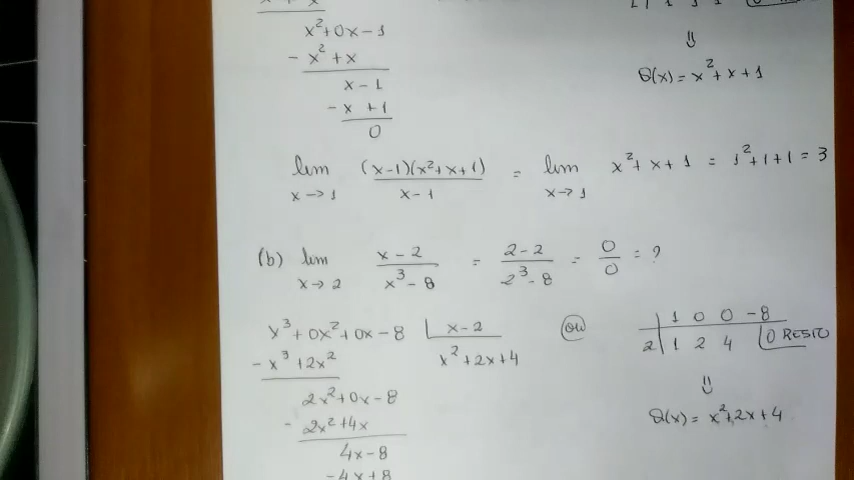 x²+0x-1
- x²+x
x-1
-x+1
0
⇓
Q(x)=x²+x+1
lim x→1 (x-1)(x²+x+1)/x-1 = lim x→1 x²+x+1 = 1²+1+1=3
(b) lim x→2 x-2/x³-8 = 2-2/2³-8 = 0/0 = ?
x³+0x²+0x-8 | x-2
-x³+2x² x²+2x+4
2x²+0x-8
-2x²+4x
4x-8
-4x+8
ou
1 0 0 -8
2 | 1 2 4 | 0 RESTO
⇓
Q(x)=x²+2x+4